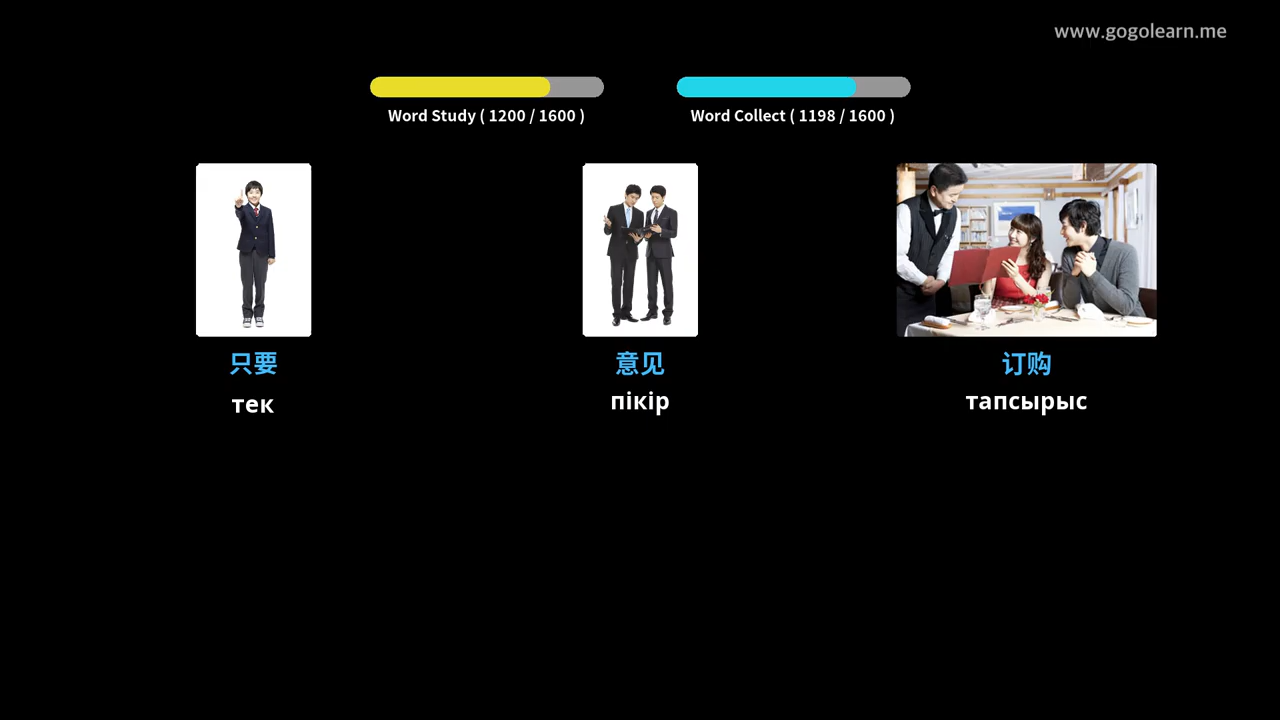 www.gogolearn.me
Word Study ( 1200 / 1600 )
Word Collect ( 1198 / 1600 )
只要
意见
订购
тек
пікір
тапсырыс